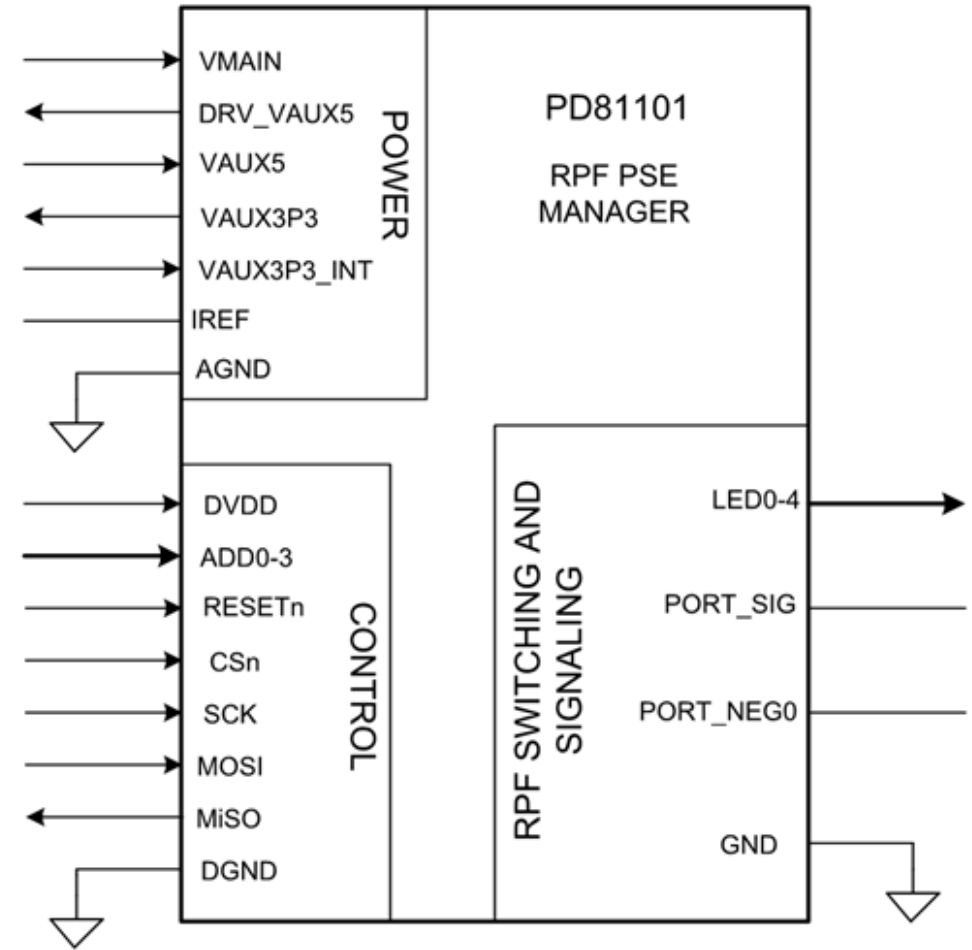 VMAIN
DRV_VAUX5
VAUX5
VAUX3P3
VAUX3P3_INT
IREF
AGND
POWER
PD81101
RPF PSE
MANAGER
DVDD
ADD0-3
RESETn
CSn
SCK
MOSI
MiSO
DGND
CONTROL
RPF SWITCHING AND
SIGNALING
LED0-4
PORT_SIG
PORT_NEG0
GND